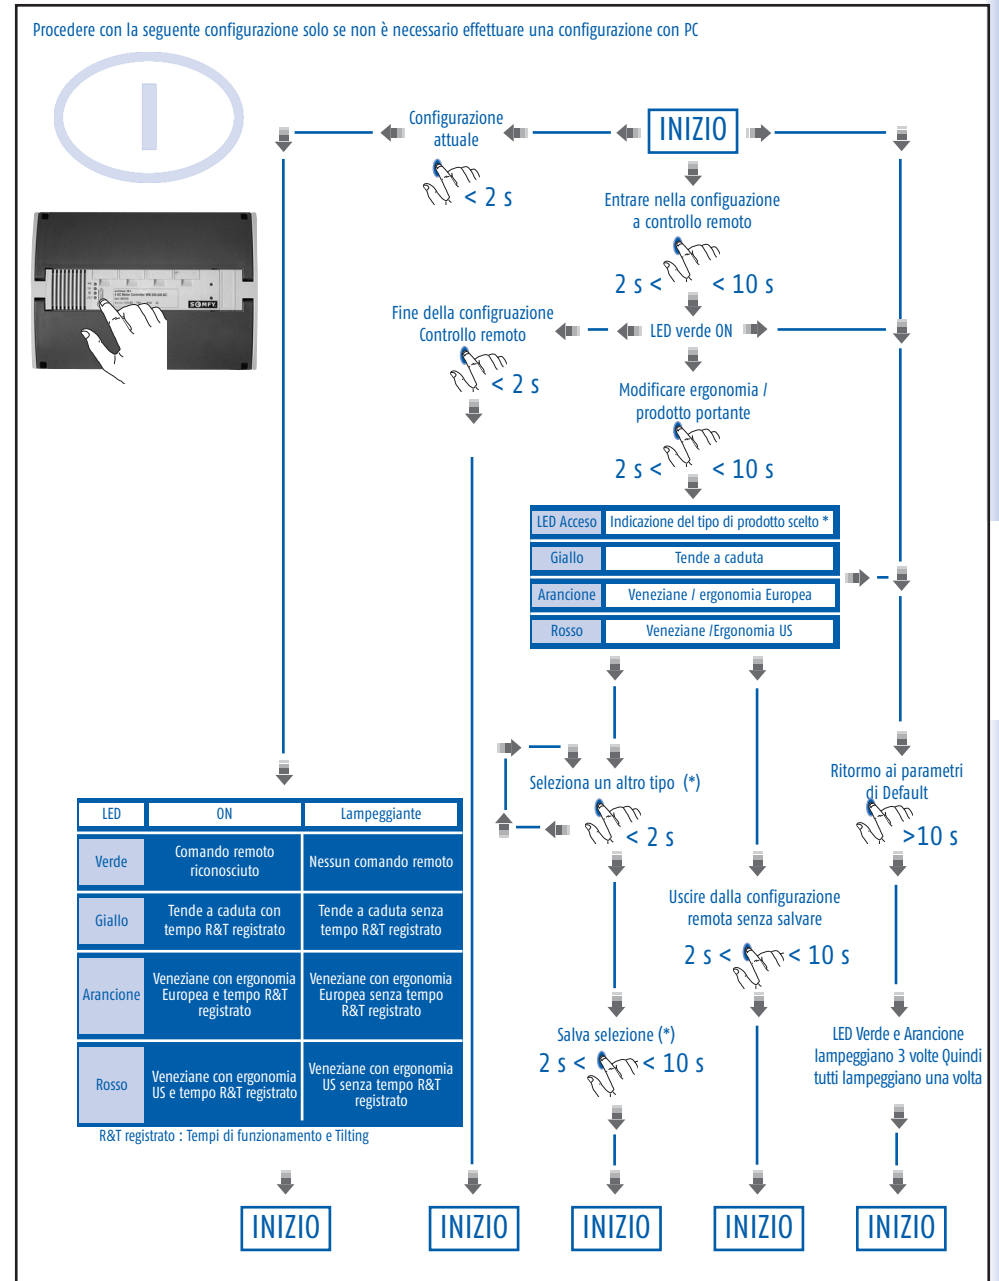 Procedere con la seguente configurazione solo se non è necessario effettuare una configurazione con PC
INIZIO
Configurazione
attuale
< 2 s
Entrare nella configuazione
a controllo remoto
2 s < < 10 s
SOMFY
Fine della configruazione
Controllo remoto
< 2 s
LED verde ON
Modificare ergonomia /
prodotto portante
2 s < < 10 s
LED Acceso Indicazione del tipo di prodotto scelto *
Giallo Tende a caduta
Arancione Veneziane / ergonomia Europea
Rosso Veneziane /Ergonomia US
Seleziona un altro tipo (*)
< 2 s
Ritormo ai parametri
di Default
>10 s
LED ON Lampeggiante
Verde Comando remoto
riconosciuto Nessun comando remoto
Giallo Tende a caduta con
tempo R&T registrato Tende a caduta senza
tempo R&T registrato
Arancione Veneziane con ergonomia
Europea e tempo R&T
registrato Veneziane con ergonomia
Europea senza tempo
R&T registrato
Rosso Veneziane con ergonomia
US e tempo R&T registrato Veneziane con ergonomia
US senza tempo R&T
registrato
R&T registrato : Tempi di funzionamento e Tilting
Uscire dalla configurazione
remota senza salvare
2 s < < 10 s
Salva selezione (*)
2 s < < 10 s
LED Verde e Arancione
lampeggiano 3 volte Quindi
tutti lampeggiano una volta
INIZIO
INIZIO
INIZIO
INIZIO
INIZIO